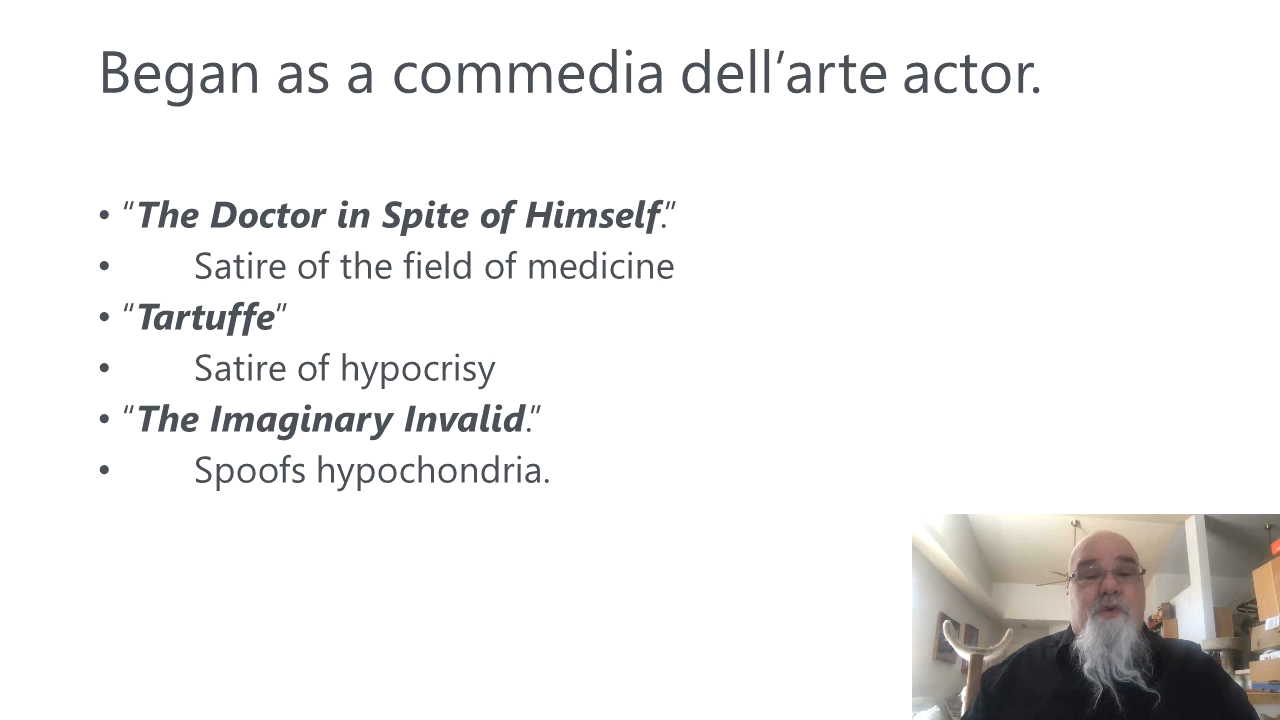 Began as a commedia dell’arte actor.
• “The Doctor in Spite of Himself.”
• Satire of the field of medicine
• “Tartuffe”
• Satire of hypocrisy
• “The Imaginary Invalid.”
• Spoofs hypochondria.